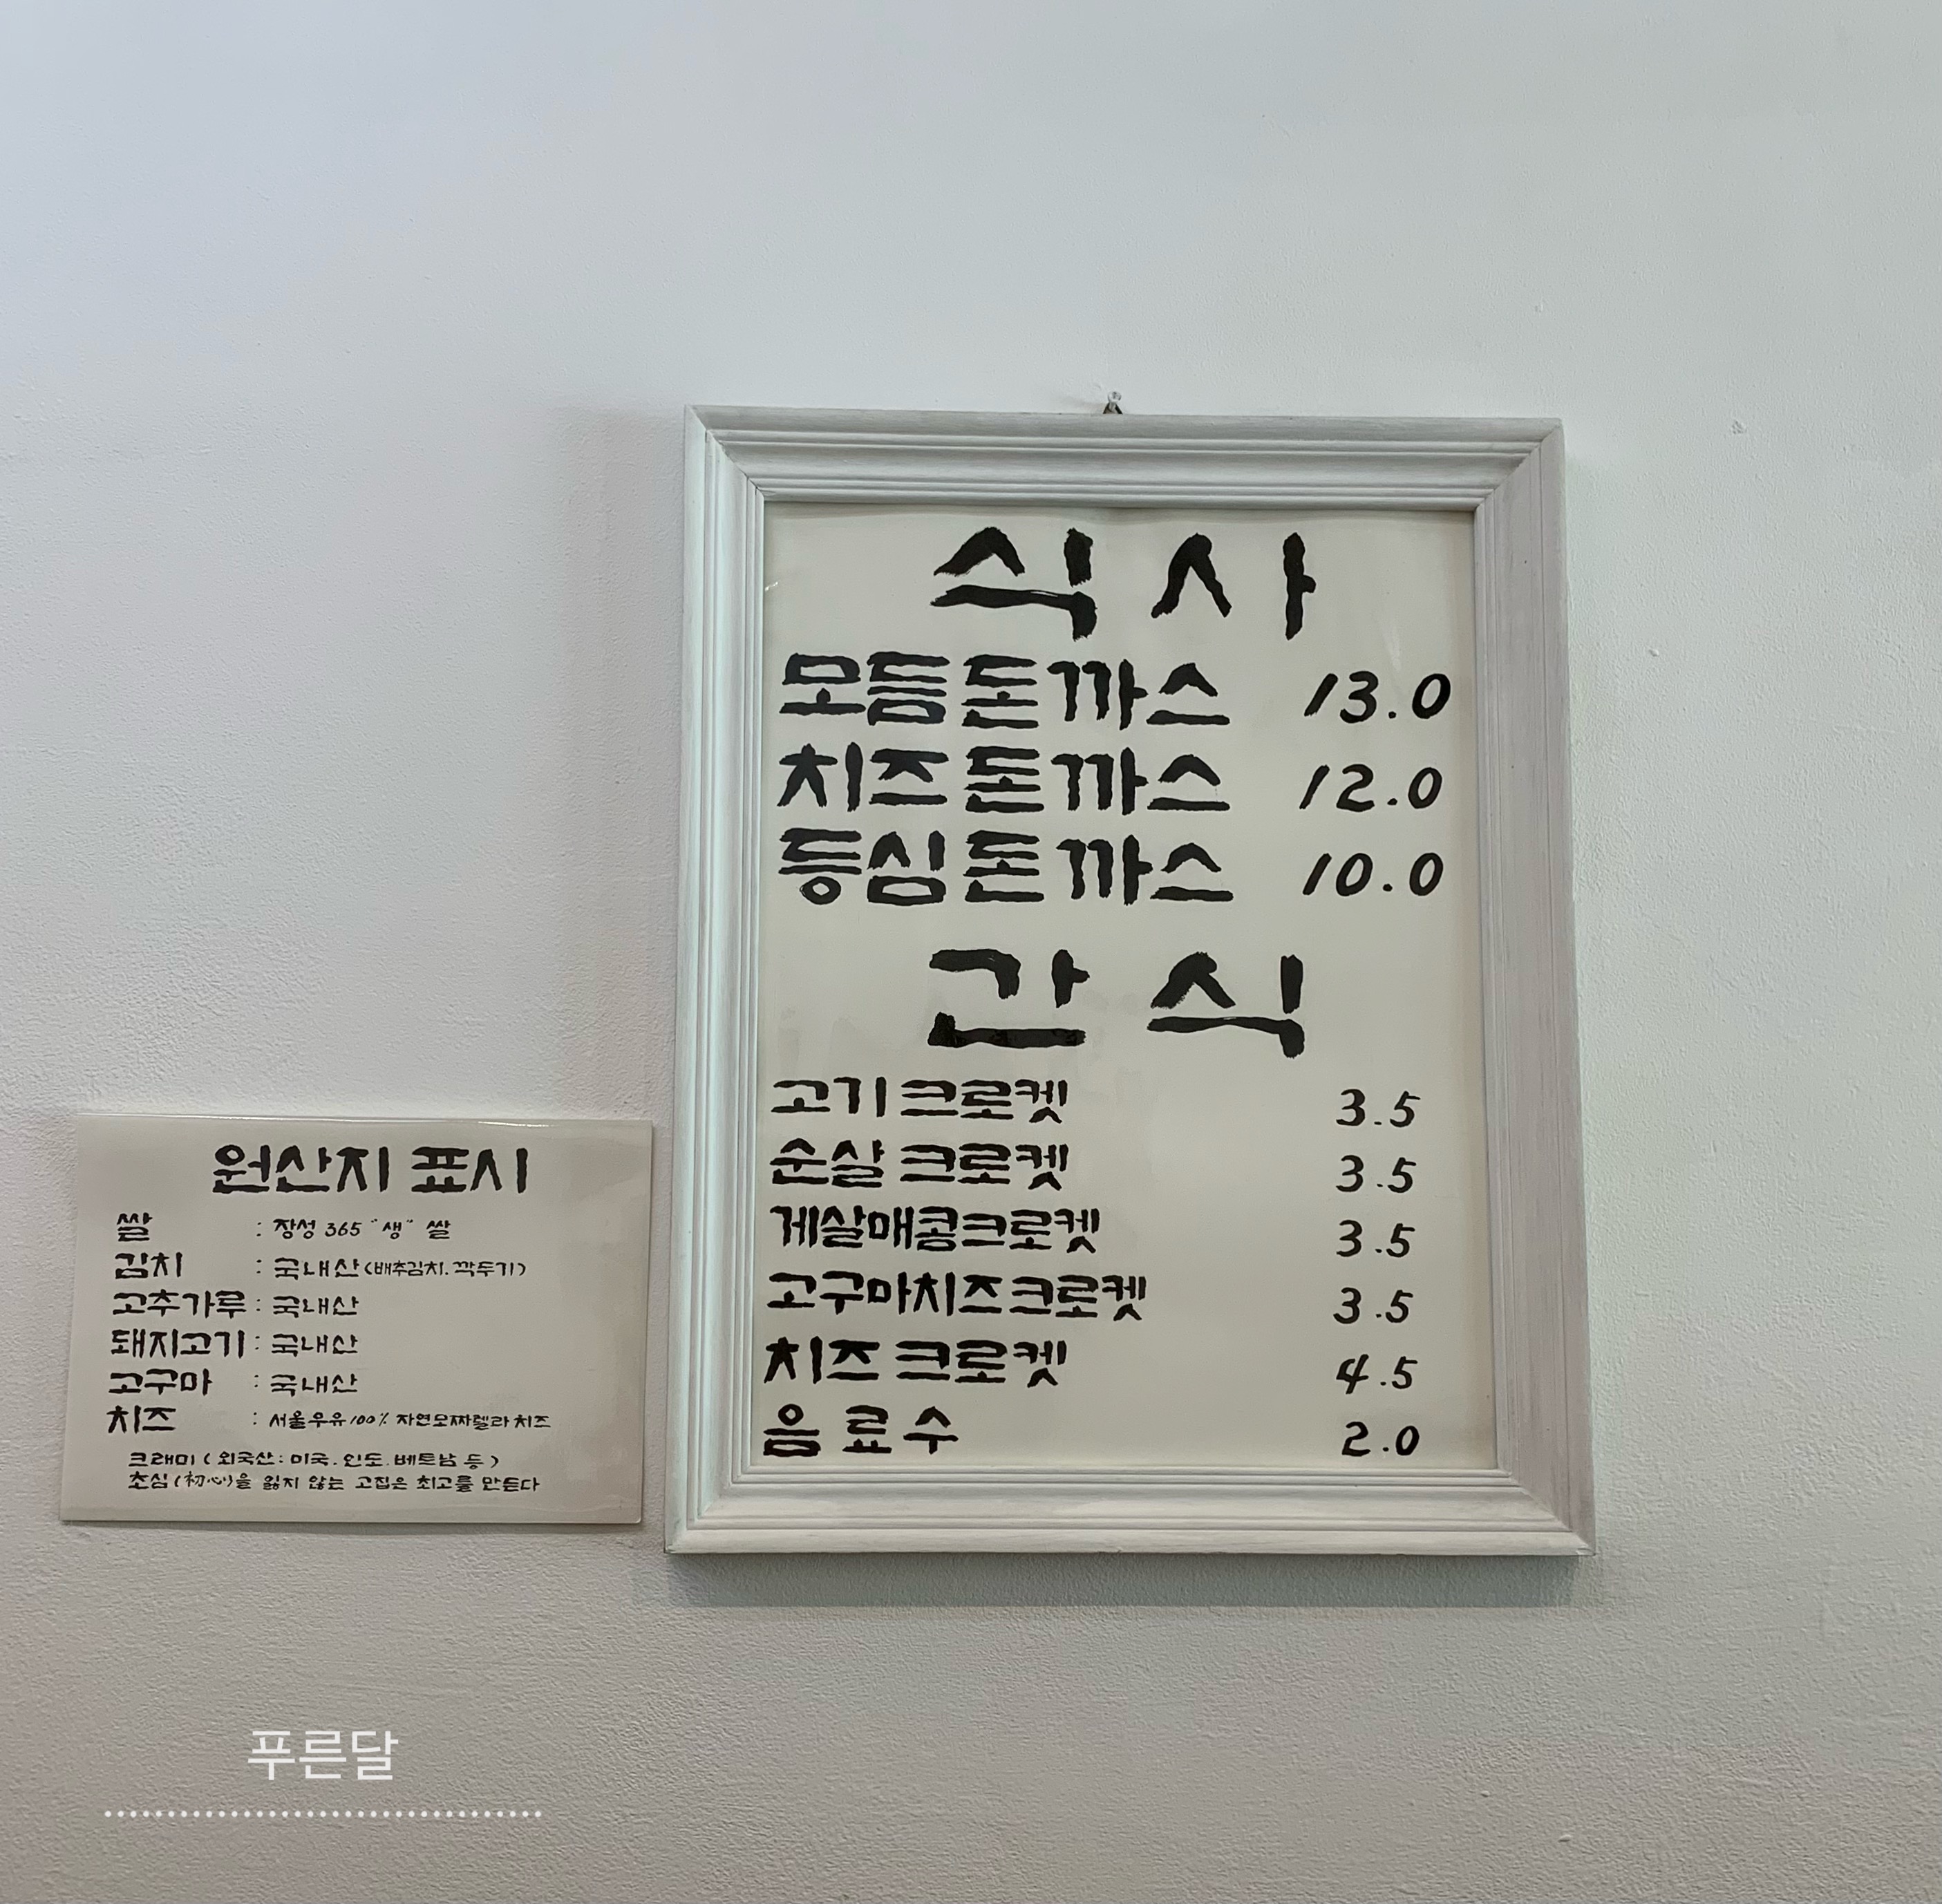 식사
모듬돈까스 13.0
치즈돈까스 12.0
등심돈까스 10.0
간식
고기크로켓 3.5
순살크로켓 3.5
게살매콤크로켓 3.5
고구마치즈크로켓 3.5
치즈크로켓 4.5
음료수 2.0
원산지 표시
쌀 : 장성 365 "생" 쌀
김치 : 국내산 (배추김치.깍두기)
고추가루 : 국내산
돼지고기 : 국내산
고구마 : 국내산
치즈 : 서울우유 100% 자연모짜렐라 치즈
크래미 ( 외국산 : 미국. 인도. 베트남 등 )
초심 (初心)을 잃지 않는 고집은 최고를 만든다
푸른달